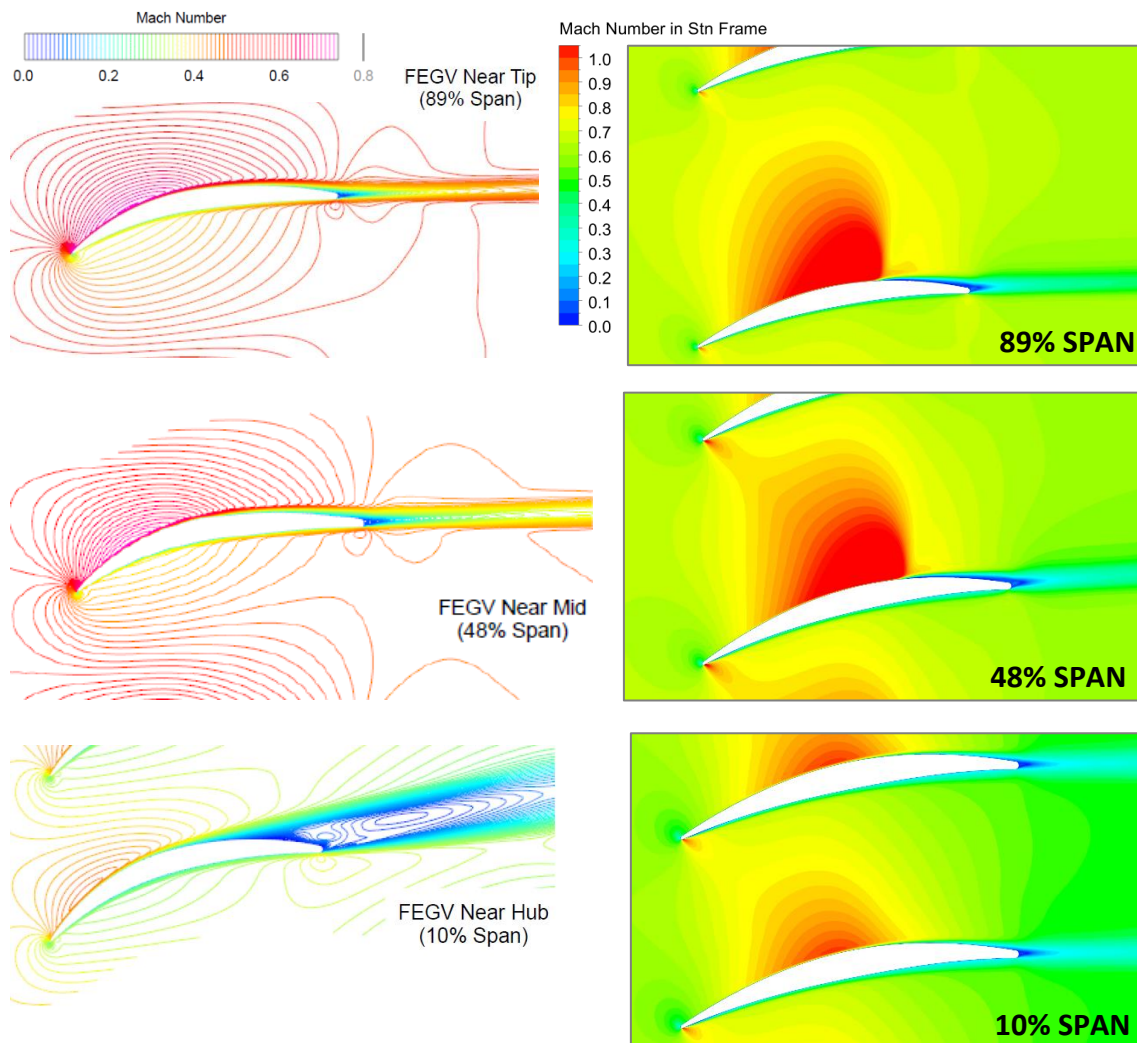 Mach Number
0.0 0.2 0.4 0.6 0.8
FEGV Near Tip
(89% Span)
Mach Number in Stn Frame
1.0
0.9
0.8
0.7
0.6
0.5
0.4
0.3
0.2
0.1
0.0
89% SPAN
FEGV Near Mid
(48% Span)
48% SPAN
FEGV Near Hub
(10% Span)
10% SPAN